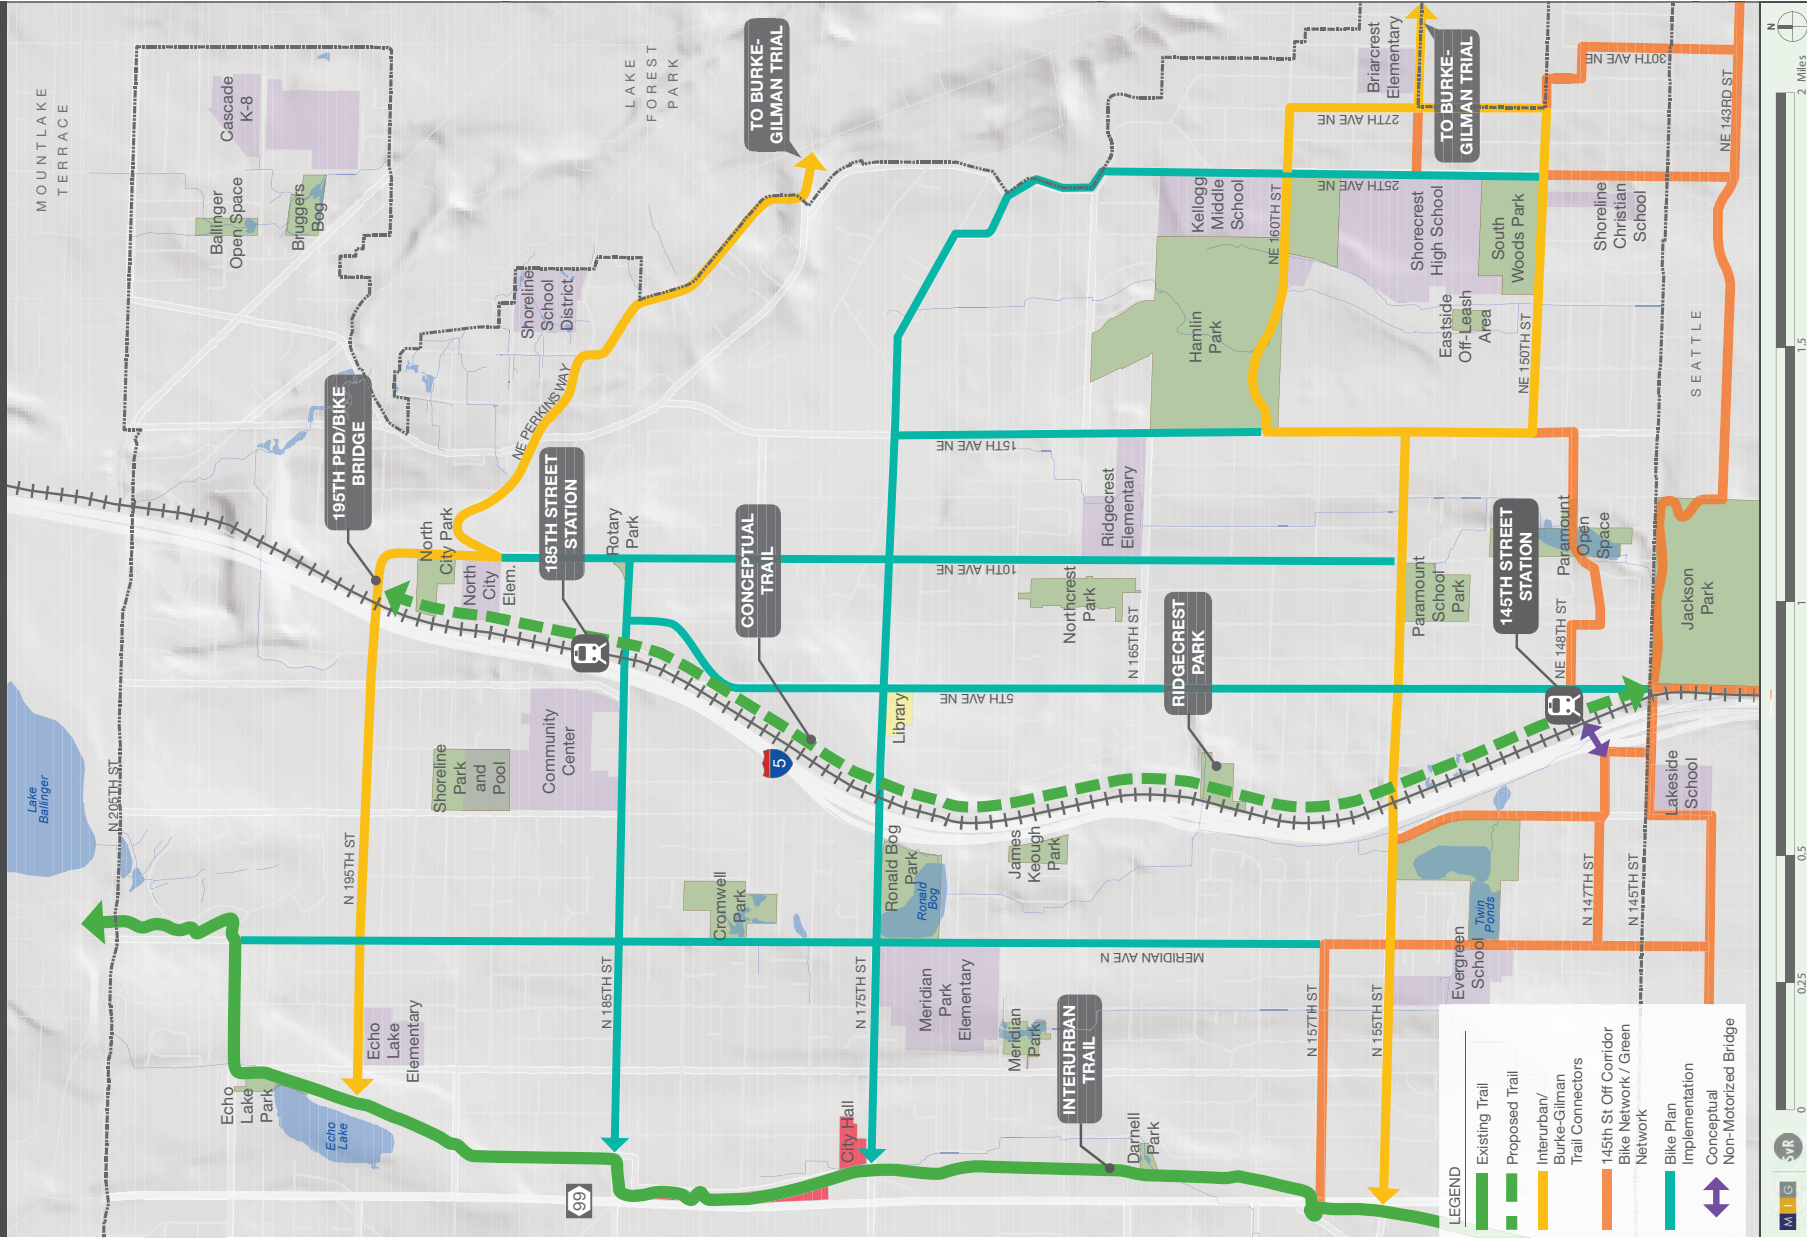 MOUNTLAKE
TERRACE
Cascade
K-8
Ballinger
Open Space
Bruggers
Bog
LAKE
FOREST
PARK
TO BURKE-
GILMAN TRIAL
Briarcrest
Elementary
TO BURKE-
GILMAN TRIAL
30TH AVE NE
NE 143RD ST
27TH AVE NE
25TH AVE NE
Kellogg
Middle
School
NE 160TH ST
Shorecrest
High School
South
Woods Park
Shoreline
Christian
School
Shoreline
School
District
Hamlin
Park
Eastside
Off-Leash
Area
NE 150TH ST
SEATTLE
195TH PED/BIKE
BRIDGE
NE PERKINS WAY
185TH STREET
STATION
15TH AVE NE
Ridgecrest
Elementary
North
City Park
North
City
Elem.
Rotary
Park
CONCEPTUAL
TRAIL
10TH AVE NE
Northcrest
Park
N 165TH ST
RIDGECREST
PARK
Paramount
School
Park
145TH STREET
STATION
Paramount
Open
Space
NE 148TH ST
Jackson
Park
Lake
Ballinger
N 205TH ST
Shoreline
Park
and
Pool
Community
Center
5
Library
5TH AVE NE
Lakeside
School
N 195TH ST
Cromwell
Park
Ronald Bog
Park
Ronald
Bog
James
Keough
Park
Twin
Ponds
N 147TH ST
N 145TH ST
Evergreen
School
MERIDIAN AVE N
N 185TH ST
N 175TH ST
Meridian
Park
Elementary
Meridian
Park
N 157TH ST
N 155TH ST
Echo
Lake
Elementary
Echo
Lake
Park
Echo
Lake
City Hall
INTERURBAN
TRAIL
Darnell
Park
99
LEGEND
Existing Trail
Proposed Trail
Interurban/
Burke-Gilman
Trail Connectors
145th St Off Corridor
Bike Network / Green
Network
Bike Plan
Implementation
Conceptual
Non-Motorized Bridge
M I G
SvR
0
0.25
0.5
1
1.5
2
Miles
N